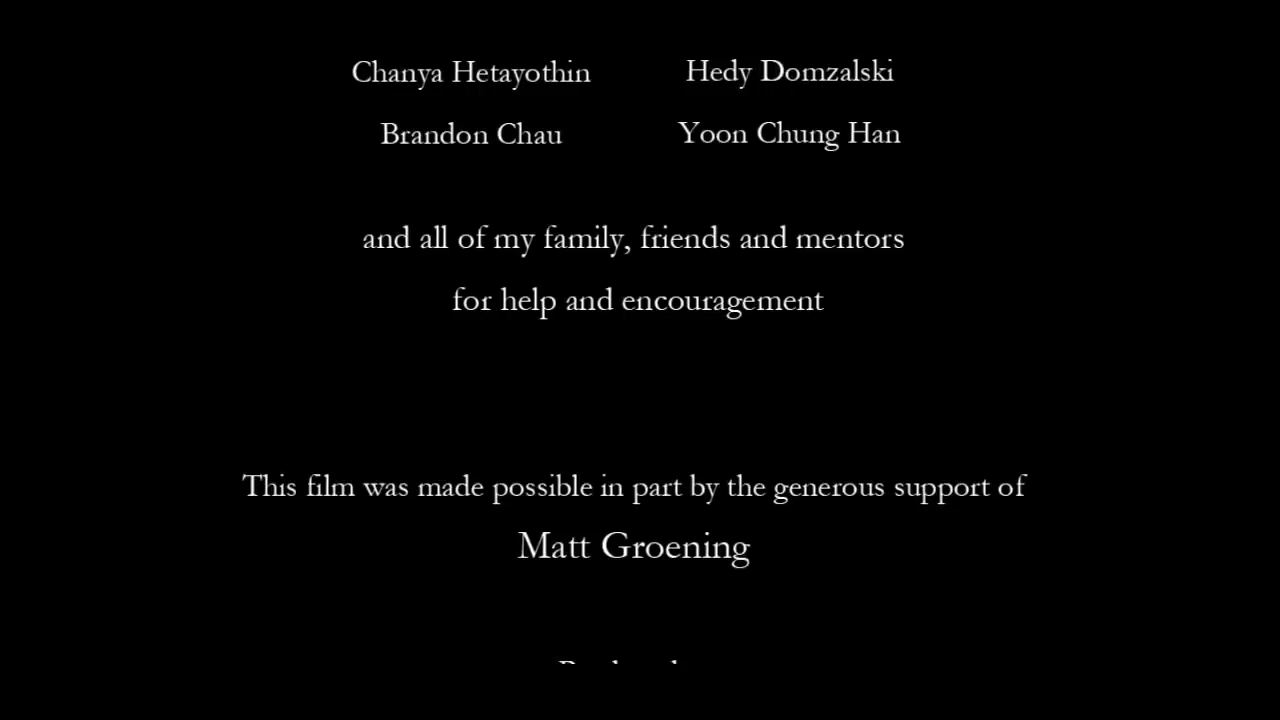 Chanya Hetayothin Hedy Domzalski
Brandon Chau Yoon Chung Han
and all of my family, friends and mentors
for help and encouragement
This film was made possible in part by the generous support of
Matt Groening